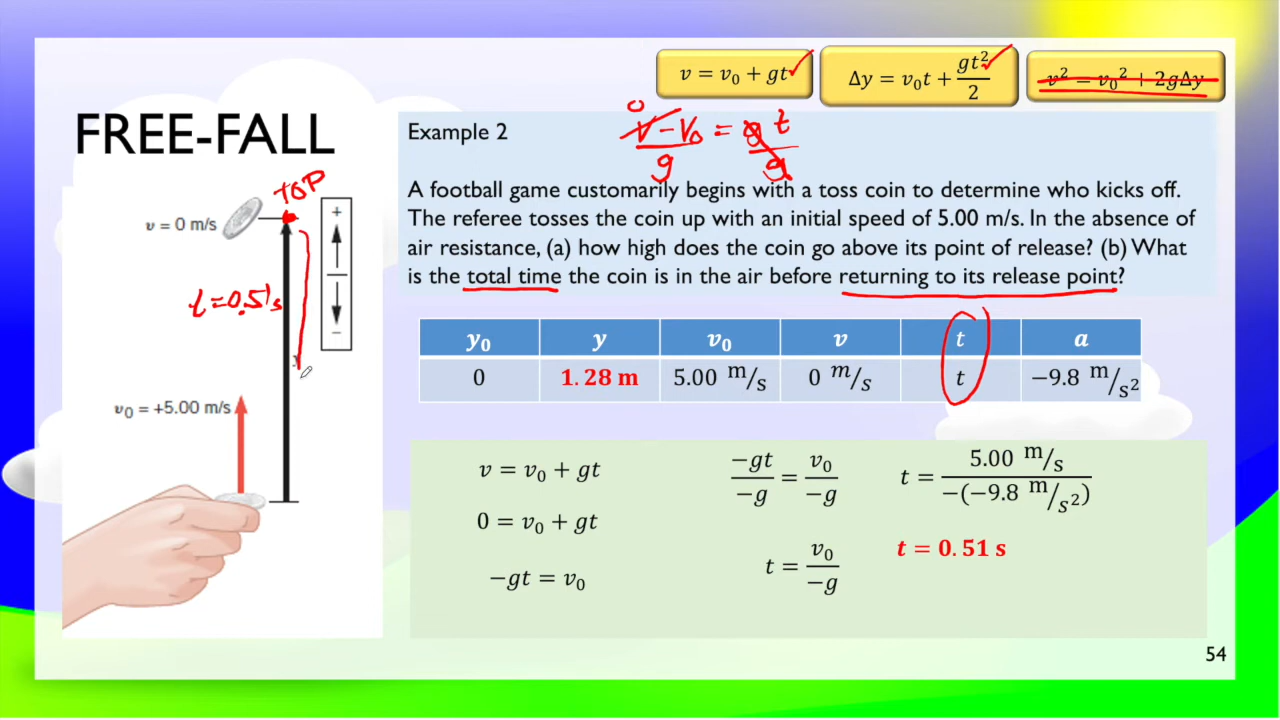 v = v₀ + gt ✓
Δy = v₀t + gt²/2 ✓
v² = v₀² + 2gΔy
FREE-FALL
Example 2
0
v − v₀ = g t
g g
A football game customarily begins with a toss coin to determine who kicks off.
The referee tosses the coin up with an initial speed of 5.00 m/s. In the absence of
air resistance, (a) how high does the coin go above its point of release? (b) What
is the total time the coin is in the air before returning to its release point?
TOP
v = 0 m/s
+
−
t = 0.51s
v₀ = +5.00 m/s
y₀ y v₀ v t a
0 1.28 m 5.00 m/s 0 m/s t −9.8 m/s²
v = v₀ + gt
0 = v₀ + gt
−gt = v₀
−gt/−g = v₀/−g
t = v₀/−g
t = 5.00 m/s / −(−9.8 m/s²)
t = 0.51 s
54